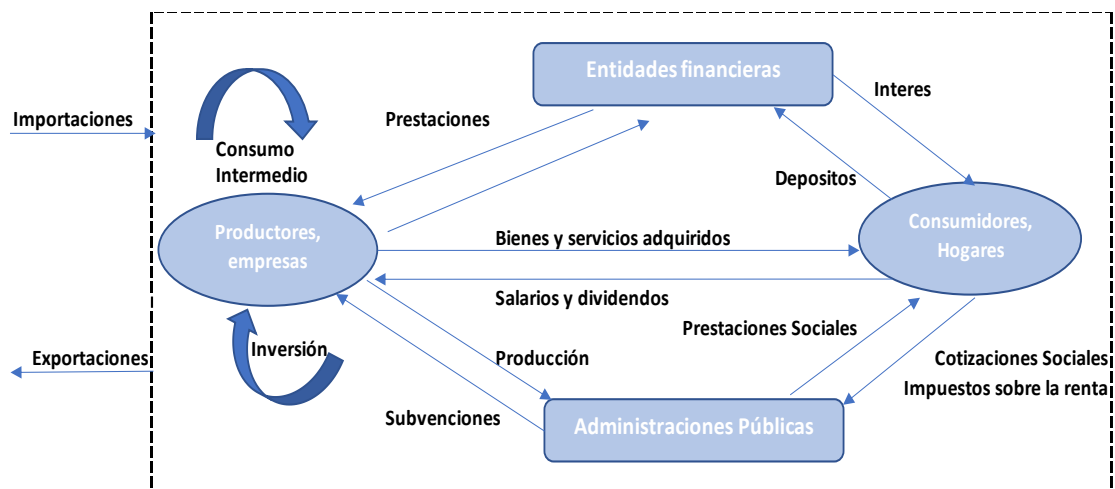 Entidades financieras
Interes
Importaciones
Prestaciones
Consumo
Intermedio
Depositos
Productores,
empresas
Bienes y servicios adquiridos
Consumidores,
Hogares
Salarios y dividendos
Prestaciones Sociales
Exportaciones
Inversión
Producción
Cotizaciones Sociales
Impuestos sobre la renta
Subvenciones
Administraciones Públicas